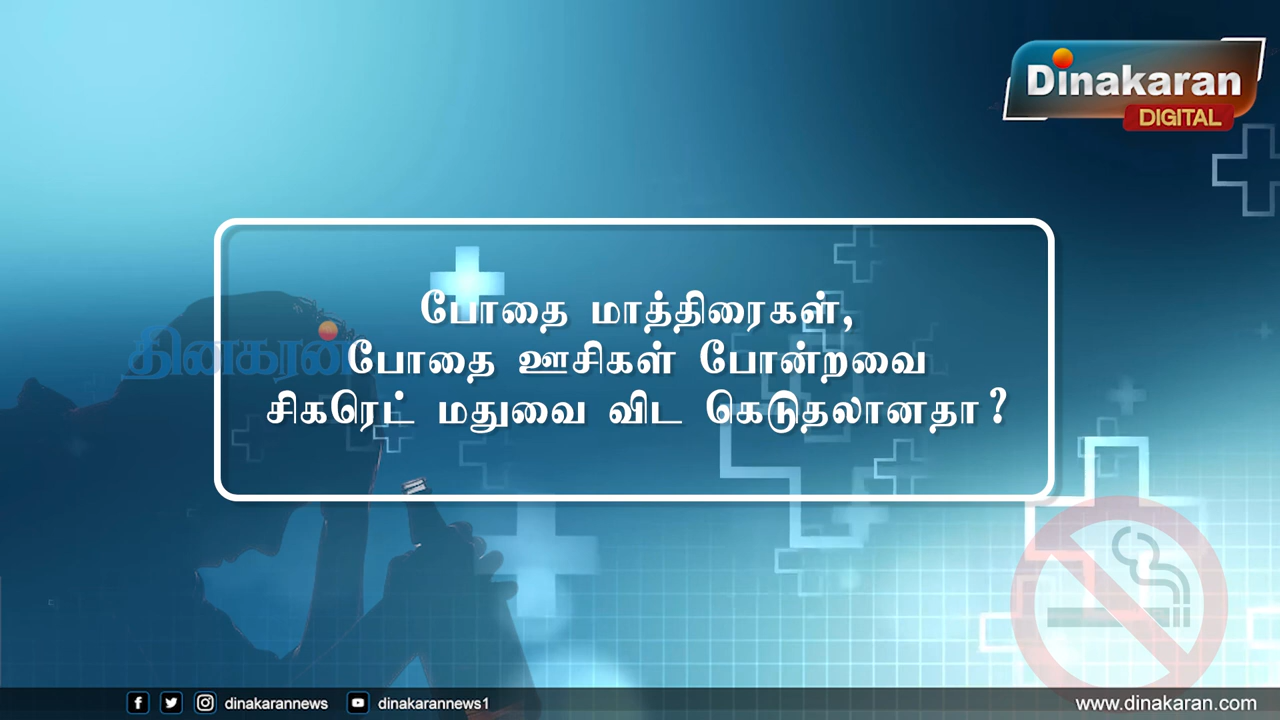 Dinakaran
DIGITAL
தினகரன்
போதை மாத்திரைகள்,
போதை ஊசிகள் போன்றவை
சிகரெட் மதுவை விட கெடுதலானதா?
dinakarannews
dinakarannews1
www.dinakaran.com